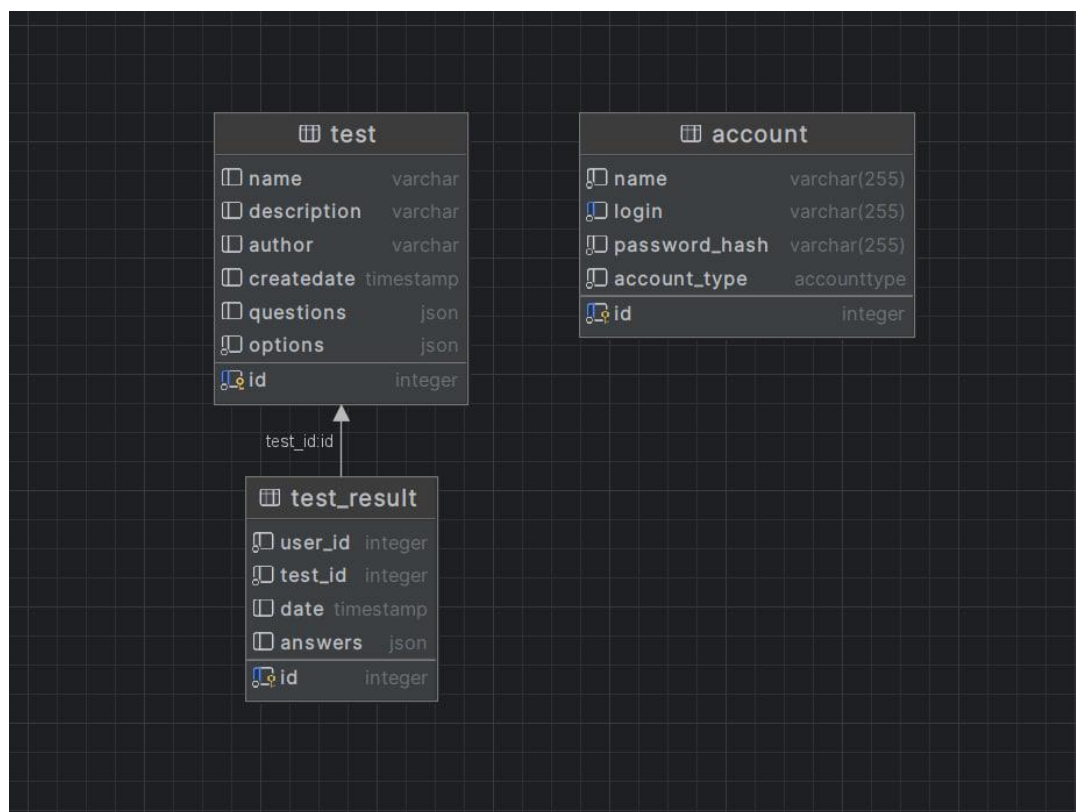 test
name varchar
description varchar
author varchar
createdate timestamp
questions json
options json
id integer
account
name varchar(255)
login varchar(255)
password_hash varchar(255)
account_type accounttype
id integer
test_id:id
test_result
user_id integer
test_id integer
date timestamp
answers json
id integer